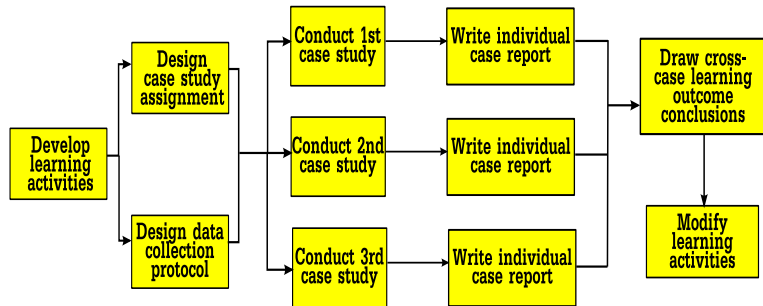 Develop
learning
activities
Design
case study
assignment
Design data
collection
protocol
Conduct 1st
case study
Conduct 2nd
case study
Conduct 3rd
case study
Write individual
case report
Write individual
case report
Write individual
case report
Draw cross-
case learning
outcome
conclusions
Modify
learning
activities